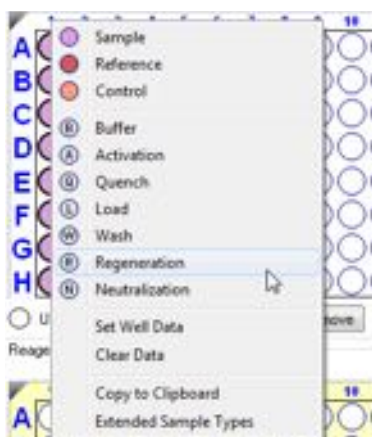 10
A Sample
Reference
B Control
C
B Buffer
D A Activation
E Q Quench
F L Load
W Wash
G R Regeneration
H N Neutralization
Set Well Data
Reage Clear Data
Copy to Clipboard
10
A Extended Sample Types